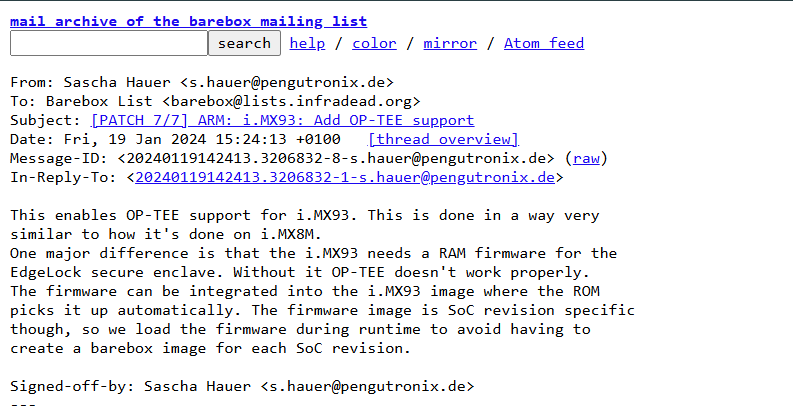 mail archive of the barebox mailing list
search help / color / mirror / Atom feed
From: Sascha Hauer <s.hauer@pengutronix.de>
To: Barebox List <barebox@lists.infradead.org>
Subject: [PATCH 7/7] ARM: i.MX93: Add OP-TEE support
Date: Fri, 19 Jan 2024 15:24:13 +0100   [thread overview]
Message-ID: <20240119142413.3206832-8-s.hauer@pengutronix.de> (raw)
In-Reply-To: <20240119142413.3206832-1-s.hauer@pengutronix.de>
This enables OP-TEE support for i.MX93. This is done in a way very
similar to how it's done on i.MX8M.
One major difference is that the i.MX93 needs a RAM firmware for the
EdgeLock secure enclave. Without it OP-TEE doesn't work properly.
The firmware can be integrated into the i.MX93 image where the ROM
picks it up automatically. The firmware image is SoC revision specific
though, so we load the firmware during runtime to avoid having to
create a barebox image for each SoC revision.
Signed-off-by: Sascha Hauer <s.hauer@pengutronix.de>
---